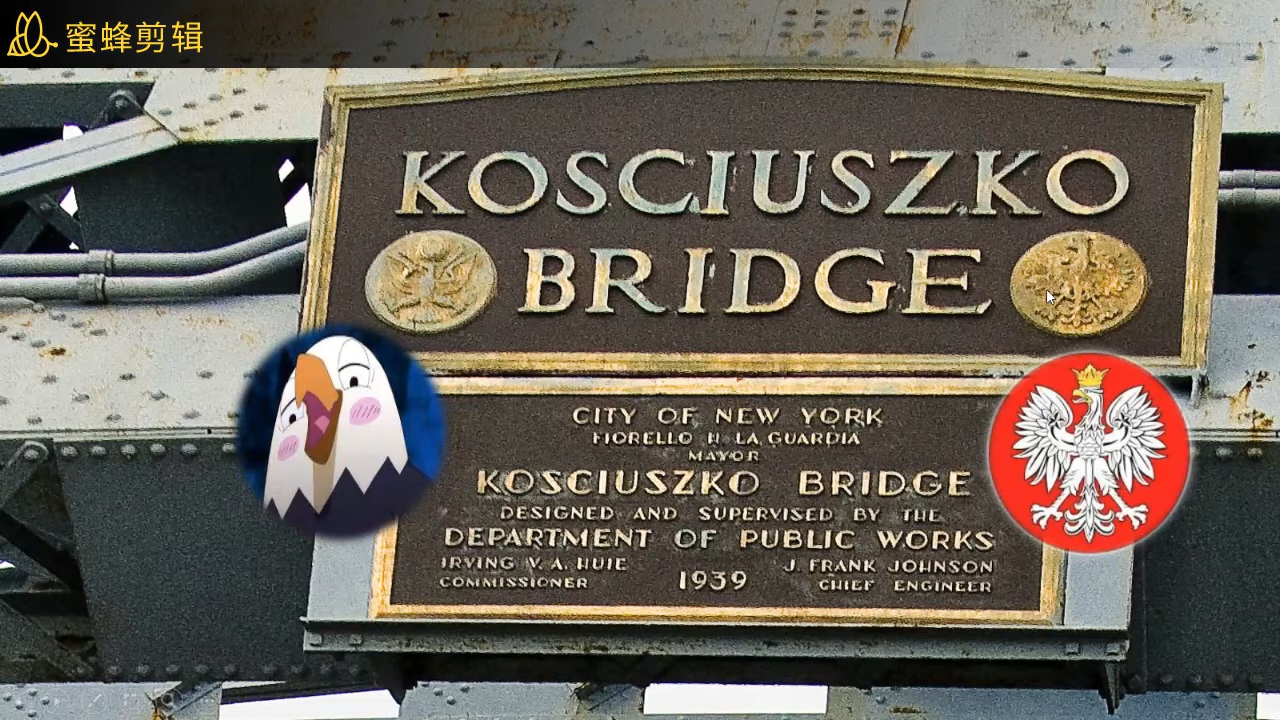 蜜蜂剪辑
KOSCIUSZKO
BRIDGE
CITY OF NEW YORK
FIORELLO H LA GUARDIA
MAYOR
KOSCIUSZKO BRIDGE
DESIGNED AND SUPERVISED BY THE
DEPARTMENT OF PUBLIC WORKS
IRVING V. A. HUIE J. FRANK JOHNSON
COMMISSIONER 1939 CHIEF ENGINEER